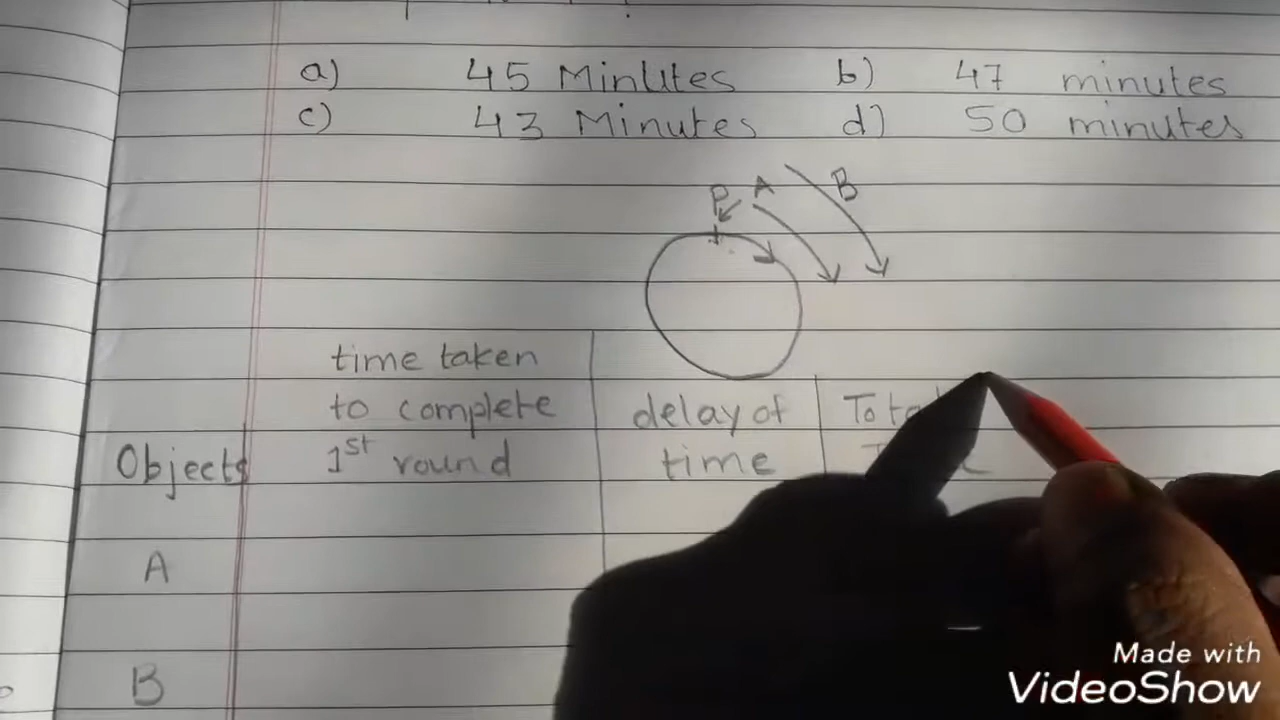 a) 45 Minutes b) 47 minutes
c) 43 Minutes d) 50 minutes
P A B
time taken
to complete delay of
Objects 1st round time
A
B
Made with
VideoShow